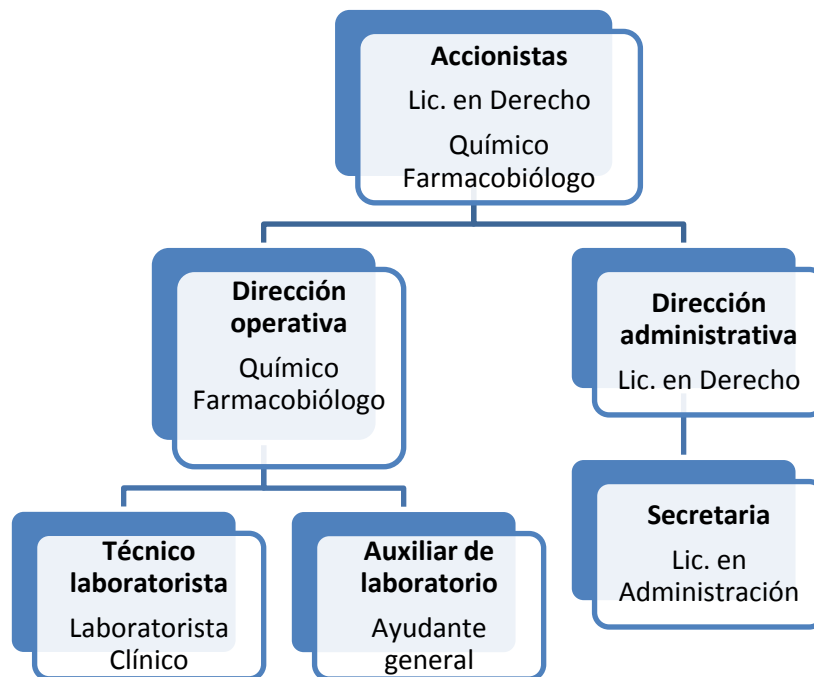 Accionistas
Lic. en Derecho
Químico
Farmacobiólogo
Dirección
operativa
Químico
Farmacobiólogo
Dirección
administrativa
Lic. en Derecho
Técnico
laboratorista
Laboratorista
Clínico
Auxiliar de
laboratorio
Ayudante
general
Secretaria
Lic. en
Administración